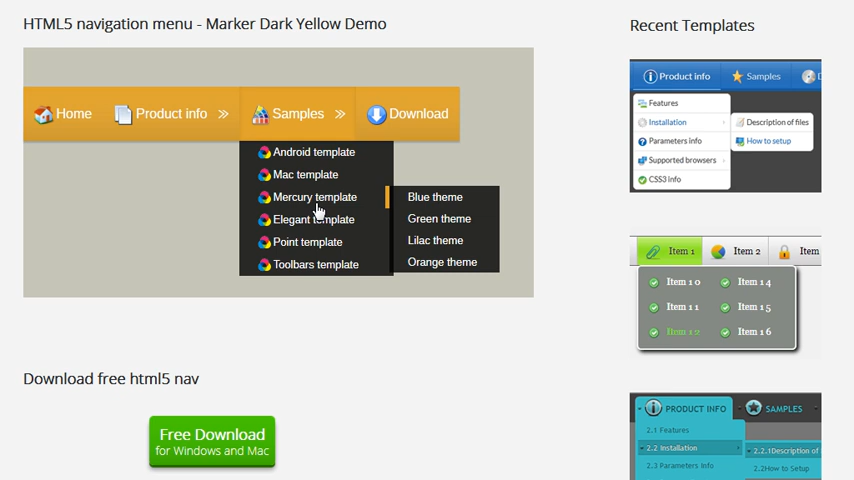 HTML5 navigation menu - Marker Dark Yellow Demo
Home
Product info
Samples
Download
Android template
Mac template
Mercury template
Elegant template
Point template
Toolbars template
Blue theme
Green theme
Lilac theme
Orange theme
Download free html5 nav
Free Download
for Windows and Mac
Recent Templates
Product info
Samples
D
Features
Installation
Parameters info
Supported browsers
CSS3 info
Description of files
How to setup
Item 1
Item 2
Item
Item 1 0
Item 1 4
Item 1 1
Item 1 5
Item 1 2
Item 1 6
PRODUCT INFO
SAMPLES
2.1 Features
2.2 Installation
2.3 Parameters Info
2.2.1Description of
2.2How to Setup